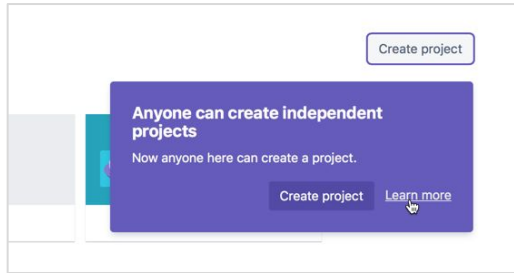 Create project
Anyone can create independent
projects
Now anyone here can create a project.
Create project Learn more